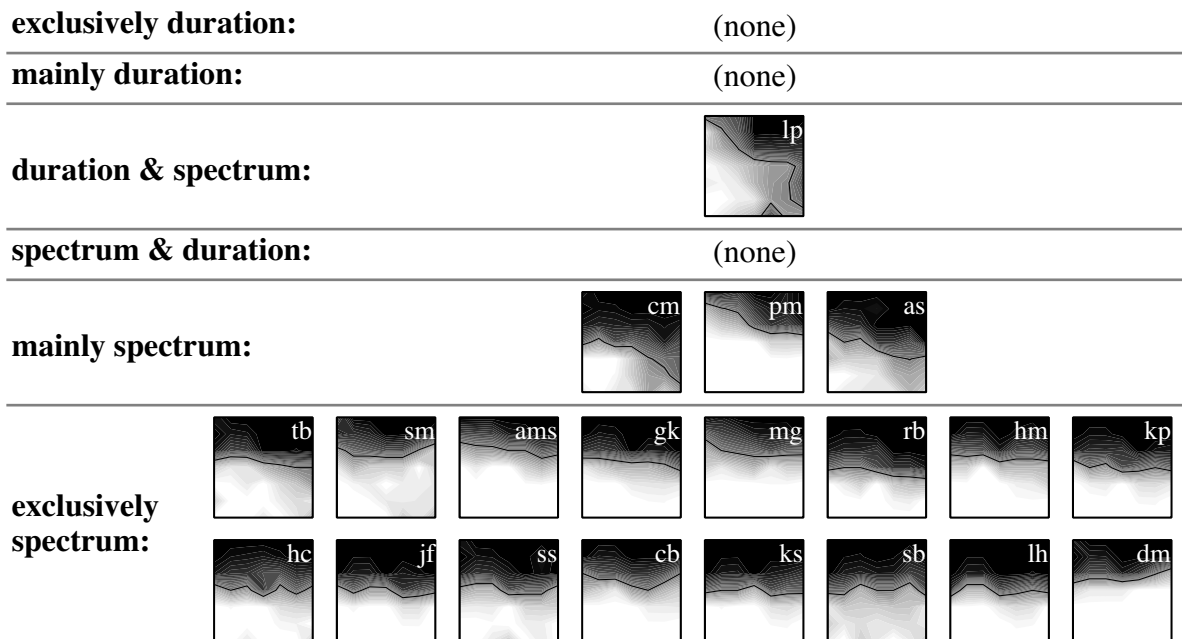 exclusively duration: (none)
mainly duration: (none)
lp
duration & spectrum:
spectrum & duration: (none)
cm pm as
mainly spectrum:
tb sm ams gk mg rb hm kp
exclusively
spectrum:
hc jf ss cb ks sb lh dm